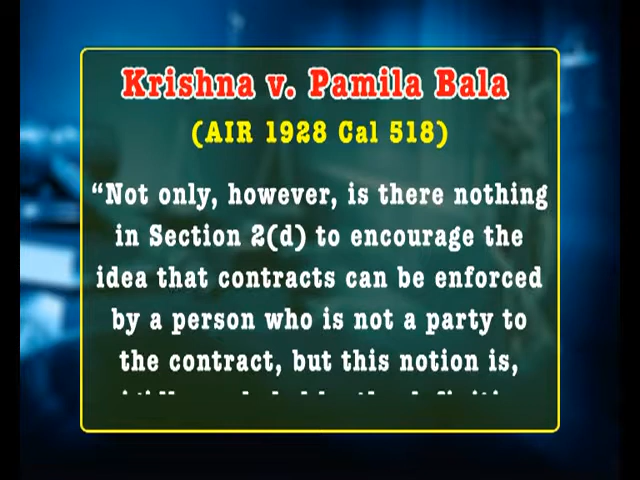 Krishna v. Pamila Bala
(AIR 1928 Cal 518)
“Not only, however, is there nothing
in Section 2(d) to encourage the
idea that contracts can be enforced
by a person who is not a party to
the contract, but this notion is,